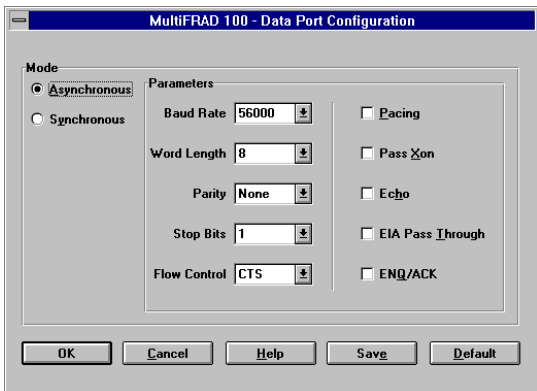 MultiFRAD 100 - Data Port Configuration
Mode
Asynchronous
Synchronous
Parameters
Baud Rate 56000
Word Length 8
Parity None
Stop Bits 1
Flow Control CTS
Pacing
Pass Xon
Echo
EIA Pass Through
ENQ/ACK
OK Cancel Help Save Default